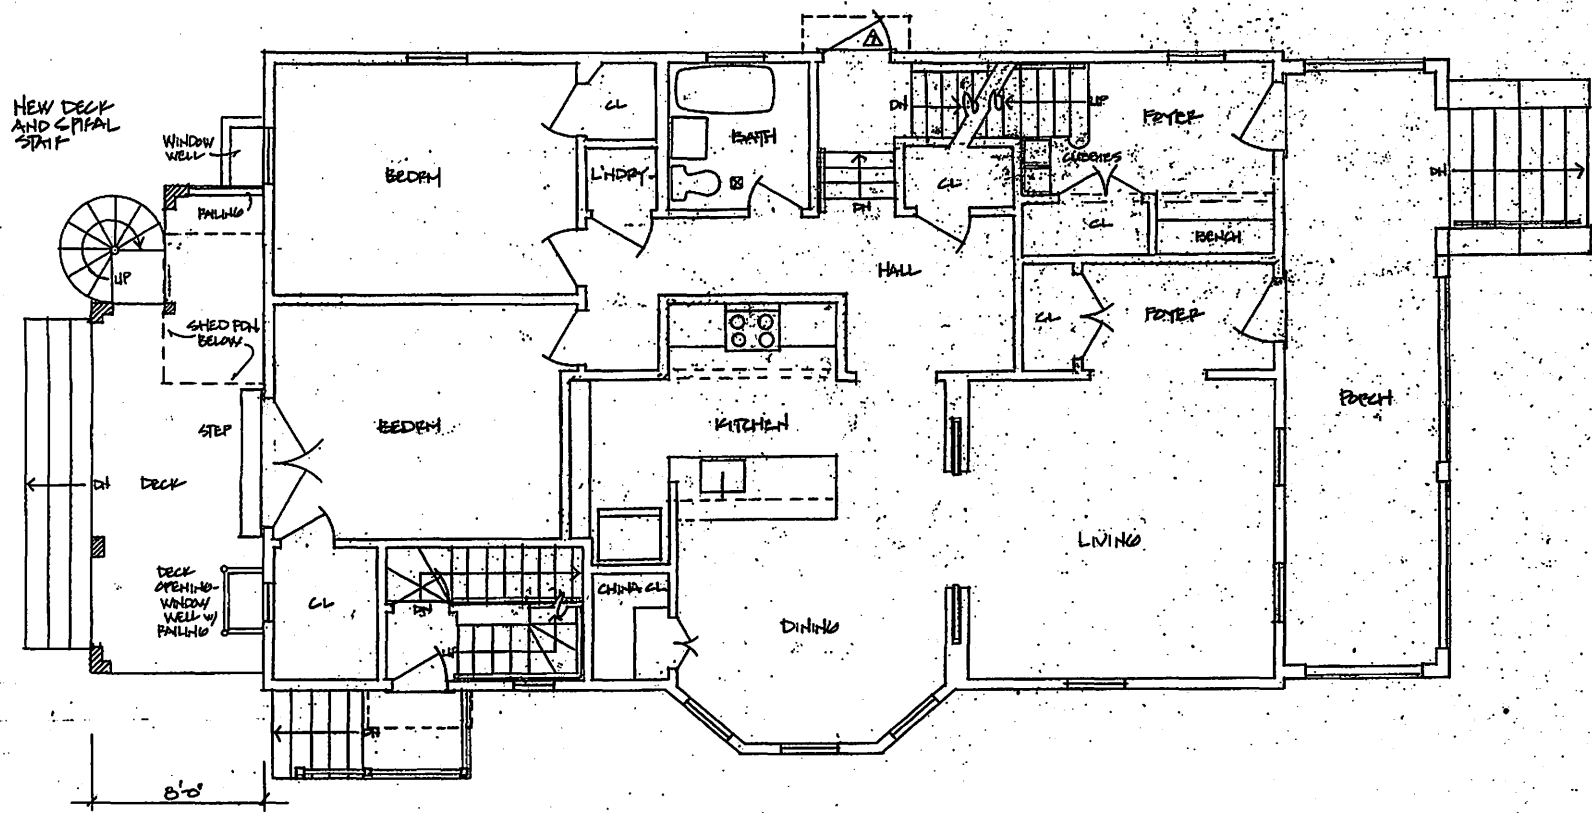 NEW DECK
AND SPIRAL
STAIR
WINDOW
WELL
RAILING
UP
SHED FDN
BELOW
STEP
DN
DECK
DECK
OPENING-
WINDOW
WELL W/
RAILING
8'-0"
BEDRM
CL
L'NDRY
BATH
DN
DN
UP
CL
CUBBIES
FOYER
CL
BENCH
HALL
CL
FOYER
DN
PORCH
BEDRM
KITCHEN
LIVING
DINING
CHINA CL
CL
DN
UP
DN